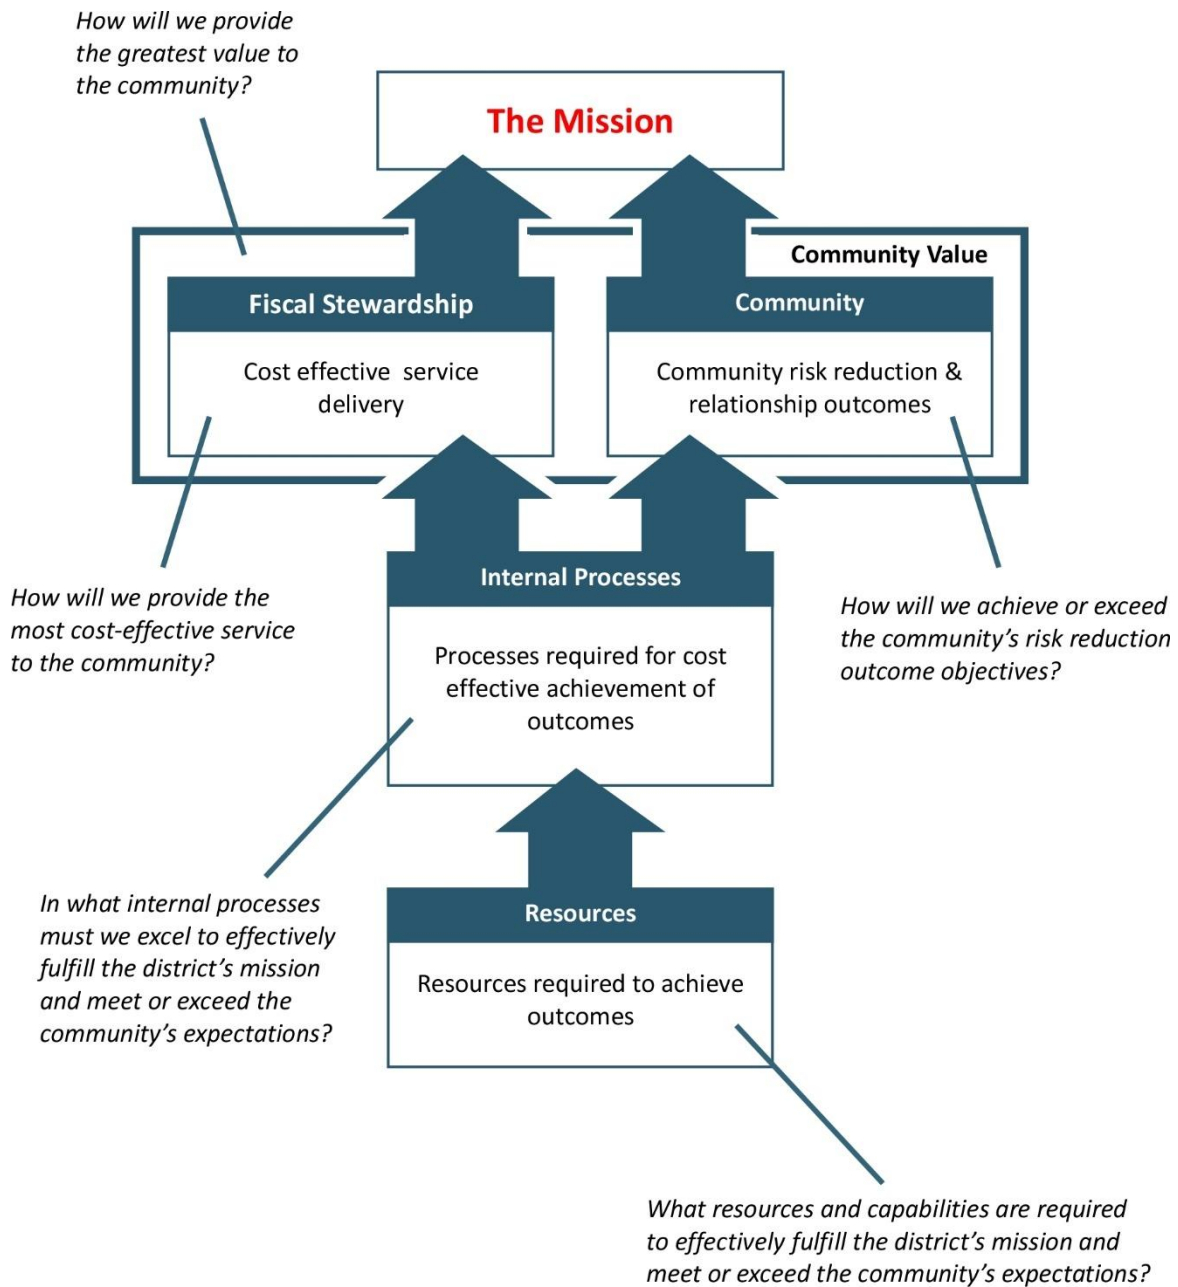 How will we provide
the greatest value to
the community?
The Mission
Community Value
Fiscal Stewardship
Cost effective service
delivery
Community
Community risk reduction &
relationship outcomes
How will we provide the
most cost-effective service
to the community?
Internal Processes
Processes required for cost
effective achievement of
outcomes
How will we achieve or exceed
the community’s risk reduction
outcome objectives?
In what internal processes
must we excel to effectively
fulfill the district’s mission
and meet or exceed the
community’s expectations?
Resources
Resources required to achieve
outcomes
What resources and capabilities are required
to effectively fulfill the district’s mission and
meet or exceed the community’s expectations?